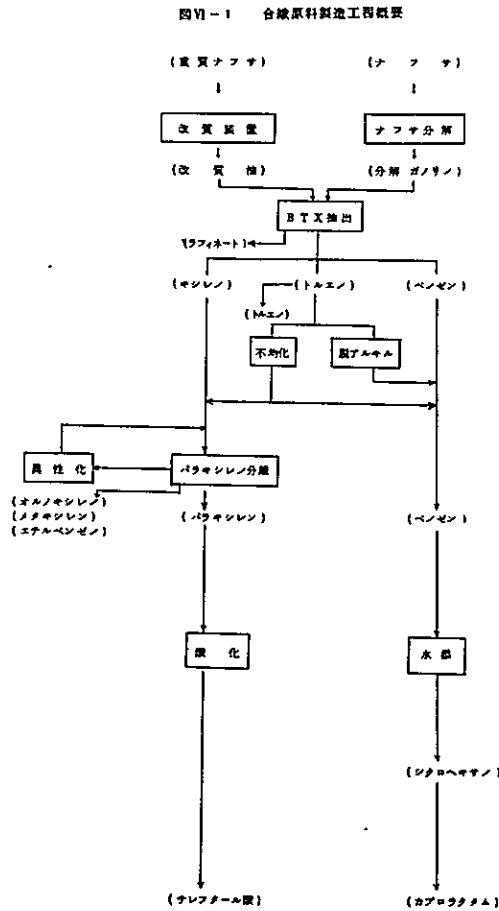 図VI-1 合繊原料製造工程概要
(重質ナフサ) (ナフサ)
改質装置 ナフサ分解
(改質油) (分解ガソリン)
BTX抽出
(ラフィネート)
(キシレン) (トルエン) (ベンゼン)
(トルエン)
不均化 脱アルキル
異性化 パラキシレン分離
(オルソキシレン)
(メタキシレン)
(エチルベンゼン)
(パラキシレン) (ベンゼン)
酸化 水添
(シクロヘキサン)
(テレフタール酸) (カプロラクタム)